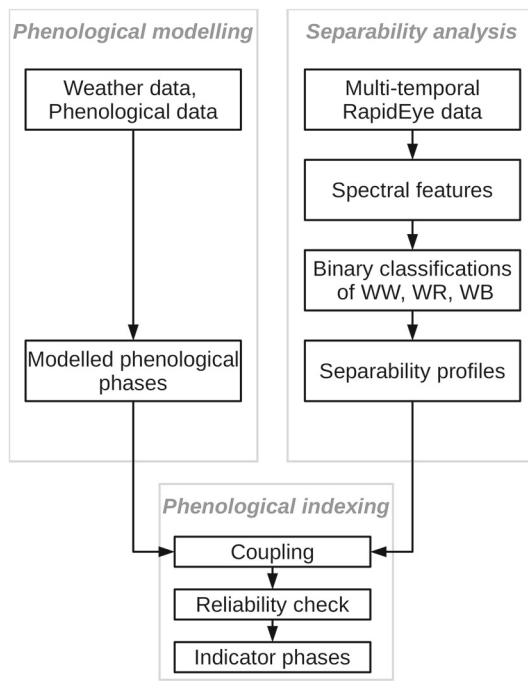 Phenological modelling
Weather data,
Phenological data
Modelled phenological
phases
Separability analysis
Multi-temporal
RapidEye data
Spectral features
Binary classifications
of WW, WR, WB
Separability profiles
Phenological indexing
Coupling
Reliability check
Indicator phases